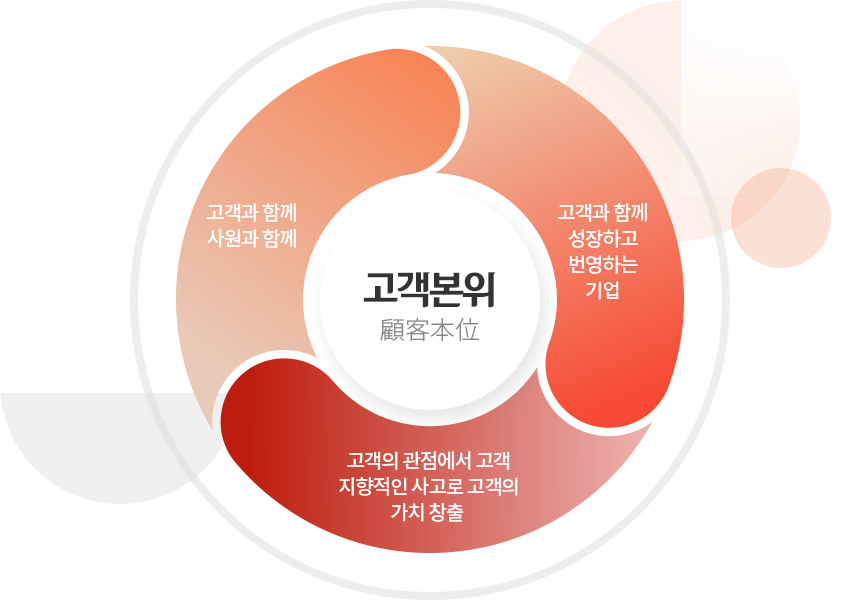 고객과 함께
사원과 함께
고객과 함께
성장하고
번영하는
기업
고객본위
顧客本位
고객의 관점에서 고객
지향적인 사고로 고객의
가치 창출